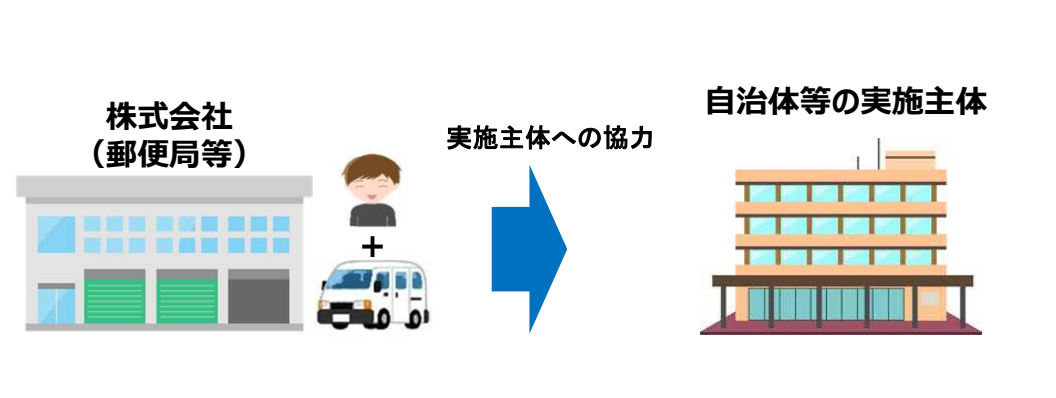 株式会社
（郵便局等）
＋
実施主体への協力
自治体等の実施主体